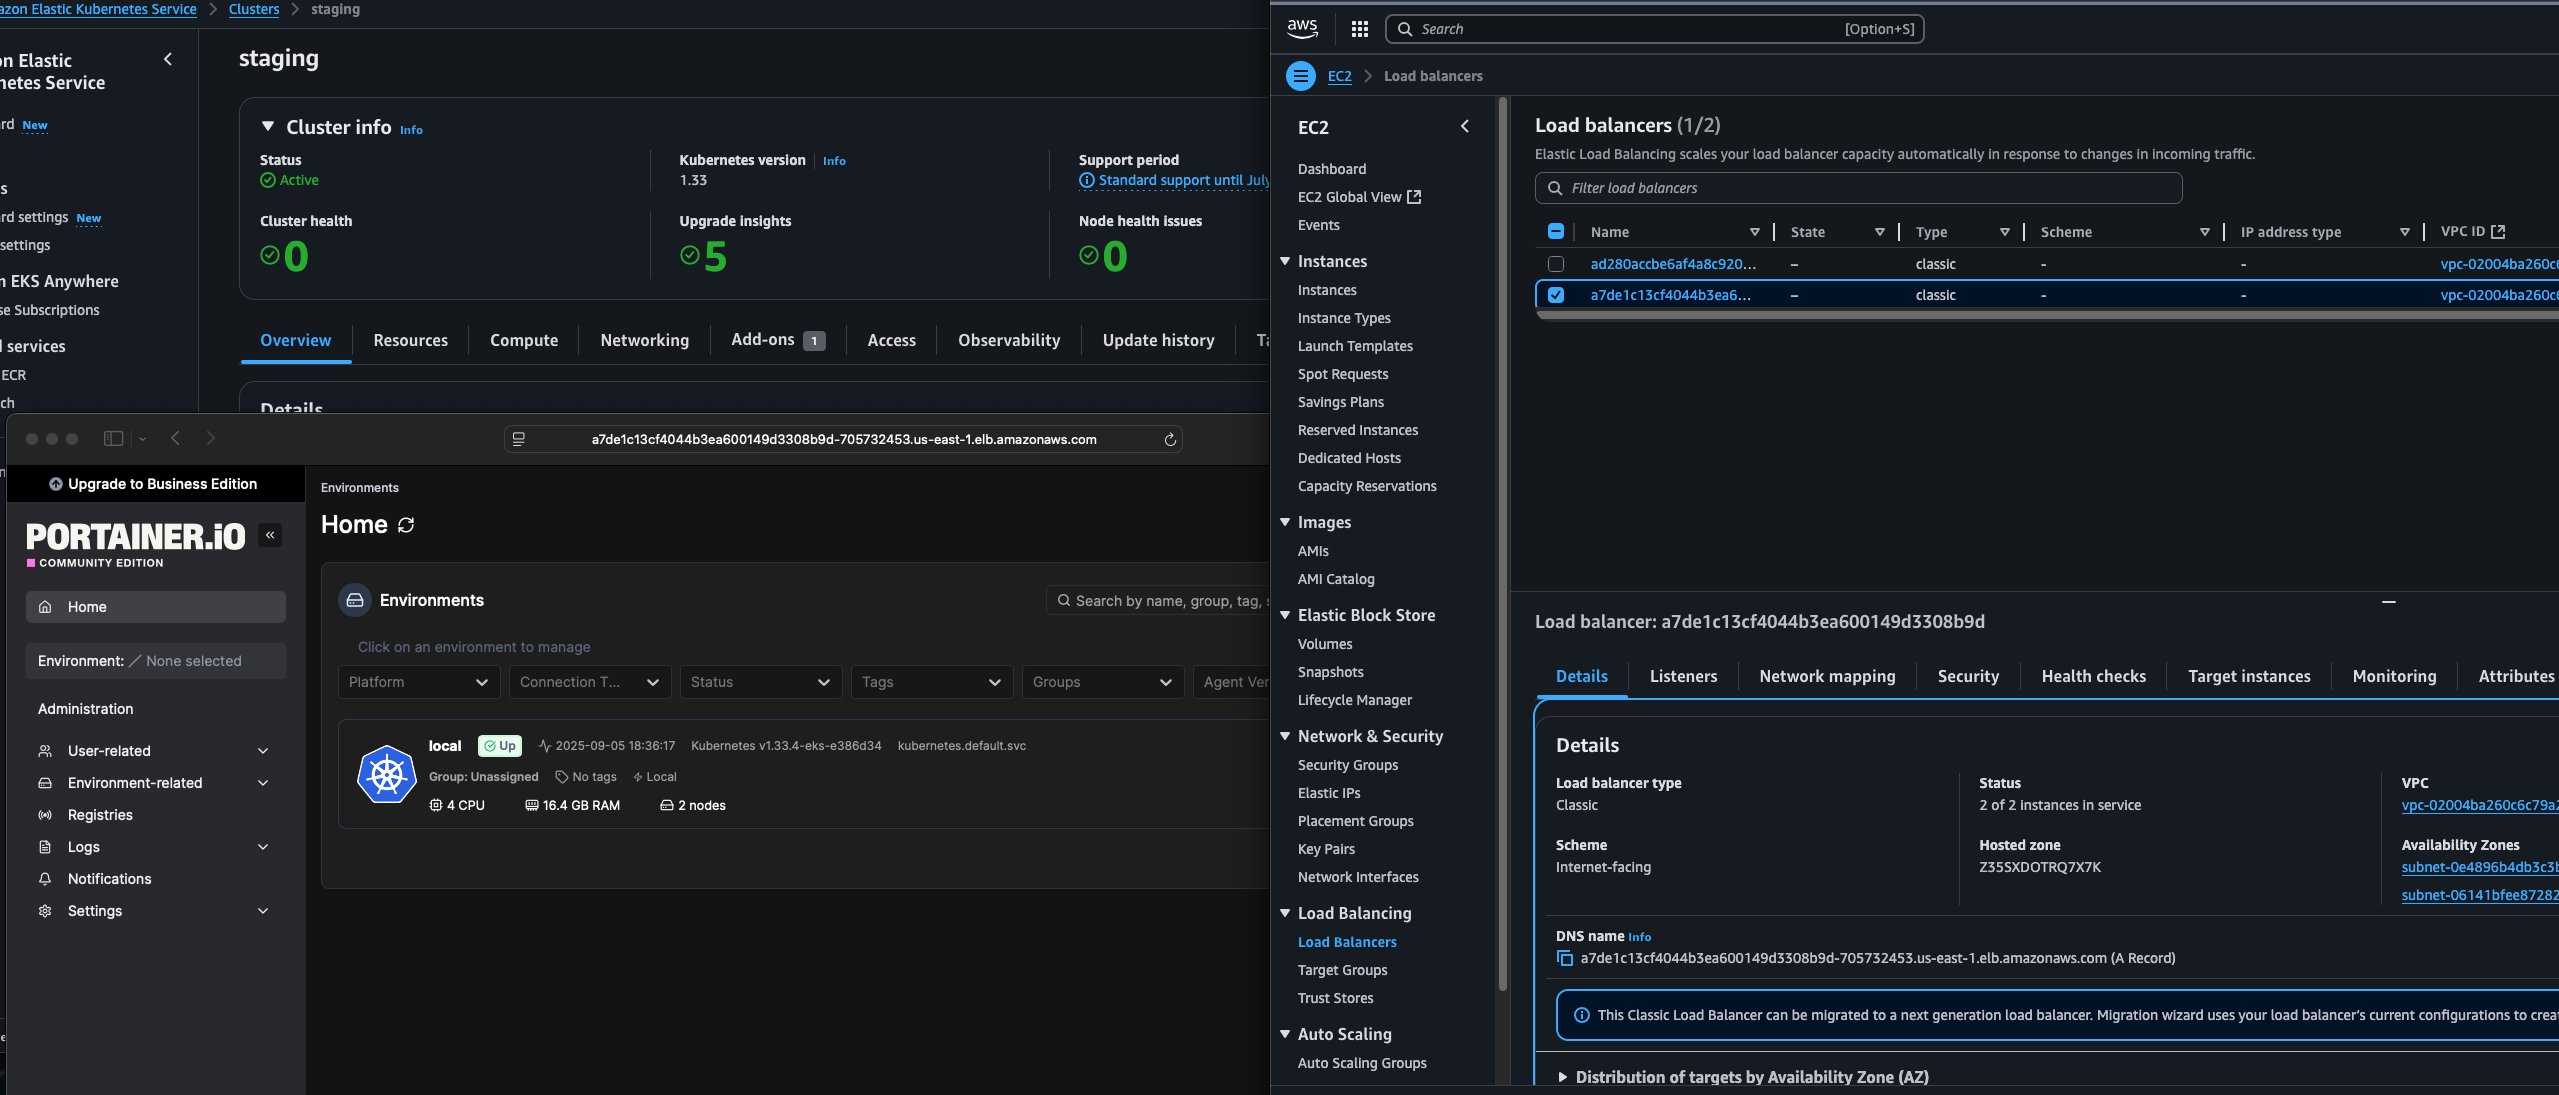 azon Elastic Kubernetes Service > Clusters > staging
on Elastic
netes Service
rd New
s
rd settings New
settings
n EKS Anywhere
se Subscriptions
l services
ECR
ch
staging
Cluster info Info
Status
Active
Kubernetes version Info
1.33
Support period
Standard support until July
Cluster health
0
Upgrade insights
5
Node health issues
0
Overview Resources Compute Networking Add-ons 1 Access Observability Update history Ta
Details
a7de1c13cf4044b3ea600149d3308b9d-705732453.us-east-1.elb.amazonaws.com
Upgrade to Business Edition
PORTAINER.iO
COMMUNITY EDITION
Home
Environment: None selected
Administration
User-related
Environment-related
Registries
Logs
Notifications
Settings
Environments
Home
Environments
Search by name, group, tag, s
Click on an environment to manage
Platform Connection T... Status Tags Groups Agent Ver
local Up 2025-09-05 18:36:17 Kubernetes v1.33.4-eks-e386d34 kubernetes.default.svc
Group: Unassigned No tags Local
4 CPU 16.4 GB RAM 2 nodes
aws
Search [Option+S]
EC2 > Load balancers
EC2
Dashboard
EC2 Global View
Events
Instances
Instances
Instance Types
Launch Templates
Spot Requests
Savings Plans
Reserved Instances
Dedicated Hosts
Capacity Reservations
Images
AMIs
AMI Catalog
Elastic Block Store
Volumes
Snapshots
Lifecycle Manager
Network & Security
Security Groups
Elastic IPs
Placement Groups
Key Pairs
Network Interfaces
Load Balancing
Load Balancers
Target Groups
Trust Stores
Auto Scaling
Auto Scaling Groups
Load balancers (1/2)
Elastic Load Balancing scales your load balancer capacity automatically in response to changes in incoming traffic.
Filter load balancers
Name State Type Scheme IP address type VPC ID
ad280accbe6af4a8c920... – classic - - vpc-02004ba260c
a7de1c13cf4044b3ea6... – classic - - vpc-02004ba260c
Load balancer: a7de1c13cf4044b3ea600149d3308b9d
Details Listeners Network mapping Security Health checks Target instances Monitoring Attributes
Details
Load balancer type
Classic
Status
2 of 2 instances in service
VPC
vpc-02004ba260c6c79a2
Scheme
Internet-facing
Hosted zone
Z35SXDOTRQ7X7K
Availability Zones
subnet-0e4896b4db3c3b
subnet-06141bfee87282
DNS name Info
a7de1c13cf4044b3ea600149d3308b9d-705732453.us-east-1.elb.amazonaws.com (A Record)
This Classic Load Balancer can be migrated to a next generation load balancer. Migration wizard uses your load balancer's current configurations to crea
Distribution of targets by Availability Zone (AZ)